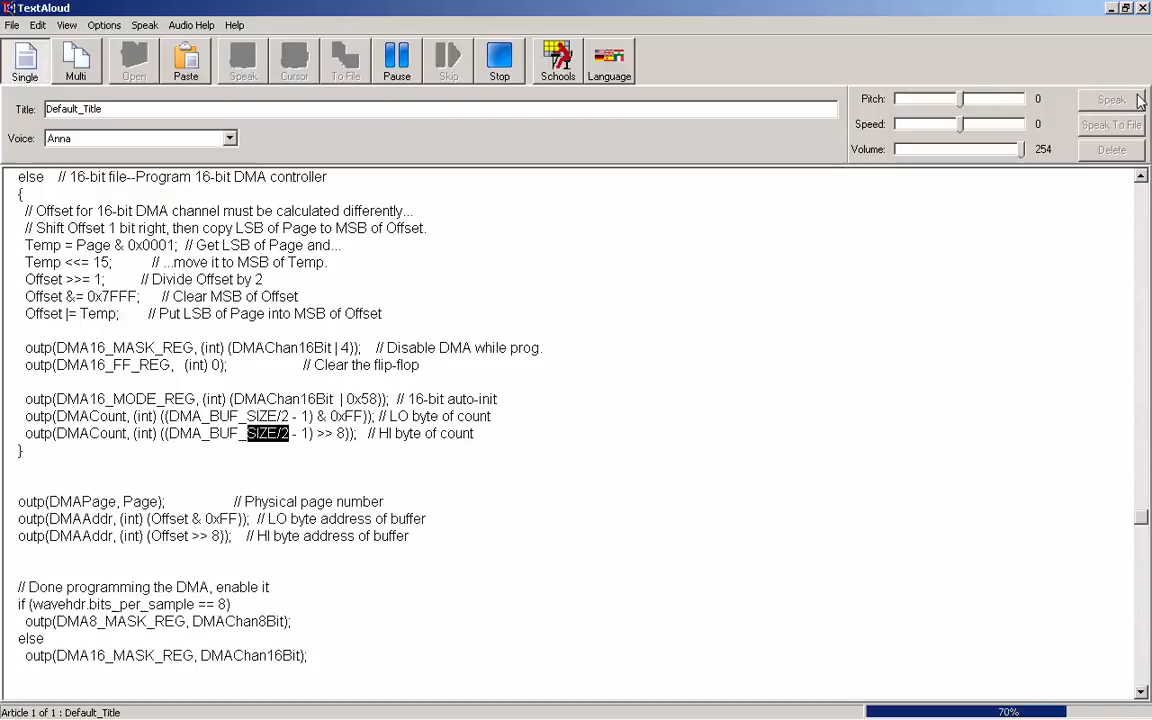 TextAloud
File Edit View Options Speak Audio Help Help
Single Multi Open Paste Speak Cursor To File Pause Skip Stop Schools Language
Title: Default_Title
Voice: Anna
Pitch: 0 Speak
Speed: 0 Speak To File
Volume: 254 Delete
else // 16-bit file--Program 16-bit DMA controller
{
// Offset for 16-bit DMA channel must be calculated differently...
// Shift Offset 1 bit right, then copy LSB of Page to MSB of Offset.
Temp = Page & 0x0001; // Get LSB of Page and...
Temp <<= 15; // ...move it to MSB of Temp.
Offset >>= 1; // Divide Offset by 2
Offset &= 0x7FFF; // Clear MSB of Offset
Offset |= Temp; // Put LSB of Page into MSB of Offset
outp(DMA16_MASK_REG, (int) (DMAChan16Bit | 4)); // Disable DMA while prog.
outp(DMA16_FF_REG, (int) 0); // Clear the flip-flop
outp(DMA16_MODE_REG, (int) (DMAChan16Bit | 0x58)); // 16-bit auto-init
outp(DMACount, (int) ((DMA_BUF_SIZE/2 - 1) & 0xFF)); // LO byte of count
outp(DMACount, (int) ((DMA_BUF_SIZE/2 - 1) >> 8)); // HI byte of count
}
outp(DMAPage, Page); // Physical page number
outp(DMAAddr, (int) (Offset & 0xFF)); // LO byte address of buffer
outp(DMAAddr, (int) (Offset >> 8)); // HI byte address of buffer
// Done programming the DMA, enable it
if (wavehdr.bits_per_sample == 8)
outp(DMA8_MASK_REG, DMAChan8Bit);
else
outp(DMA16_MASK_REG, DMAChan16Bit);
Article 1 of 1 : Default_Title 70%